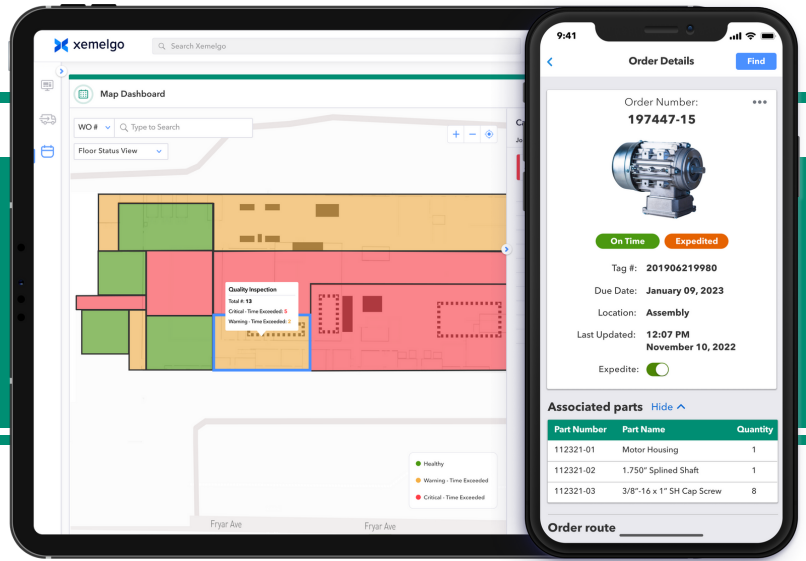 xemelgo
Search Xemelgo
Map Dashboard
WO #
Type to Search
Floor Status View
+ −
Ca
Jo
Quality Inspection
Total #: 13
Critical - Time Exceeded: 5
Warning - Time Exceeded:
Healthy
Warning - Time Exceeded
Critical - Time Exceeded
Fryar Ave
Fryar Ave
9:41
Order Details
Find
Order Number:
197447-15
On Time
Expedited
Tag #: 201906219980
Due Date: January 09, 2023
Location: Assembly
Last Updated: 12:07 PM
November 10, 2022
Expedite:
Associated parts Hide
Part Number Part Name Quantity
112321-01 Motor Housing 1
112321-02 1.750" Splined Shaft 1
112321-03 3/8"-16 x 1" SH Cap Screw 8
Order route